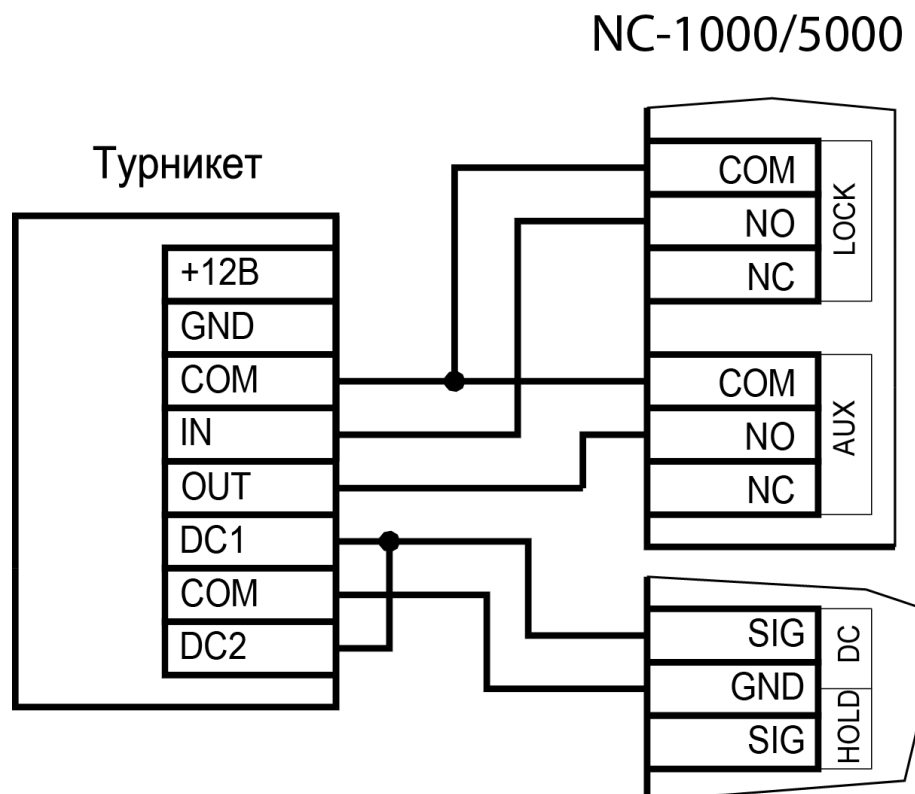 NC-1000/5000
Турникет
+12В
GND
COM
IN
OUT
DC1
COM
DC2
COM
NO
NC
LOCK
COM
NO
NC
AUX
SIG
GND
SIG
DC
HOLD